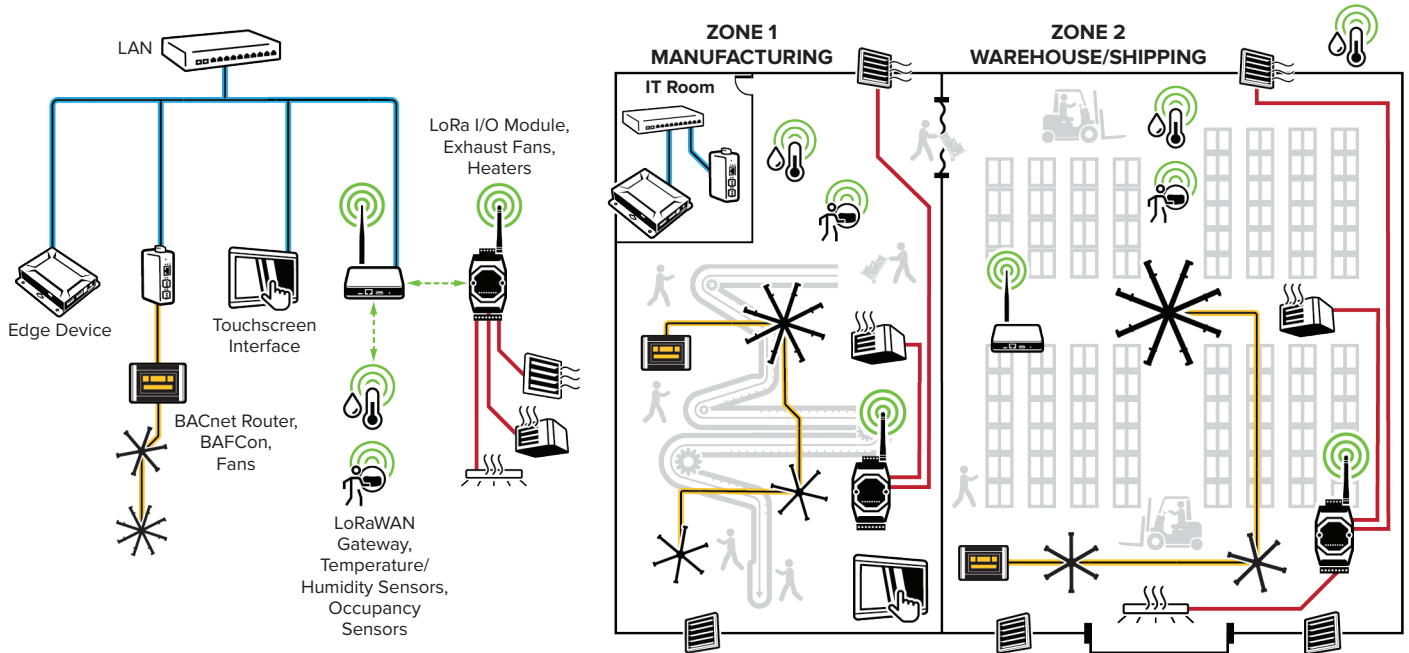 LAN
LoRa I/O Module,
Exhaust Fans,
Heaters
Edge Device
Touchscreen
Interface
BACnet Router,
BAFCon,
Fans
LoRaWAN
Gateway,
Temperature/
Humidity Sensors,
Occupancy
Sensors
ZONE 1
MANUFACTURING
IT Room
ZONE 2
WAREHOUSE/SHIPPING